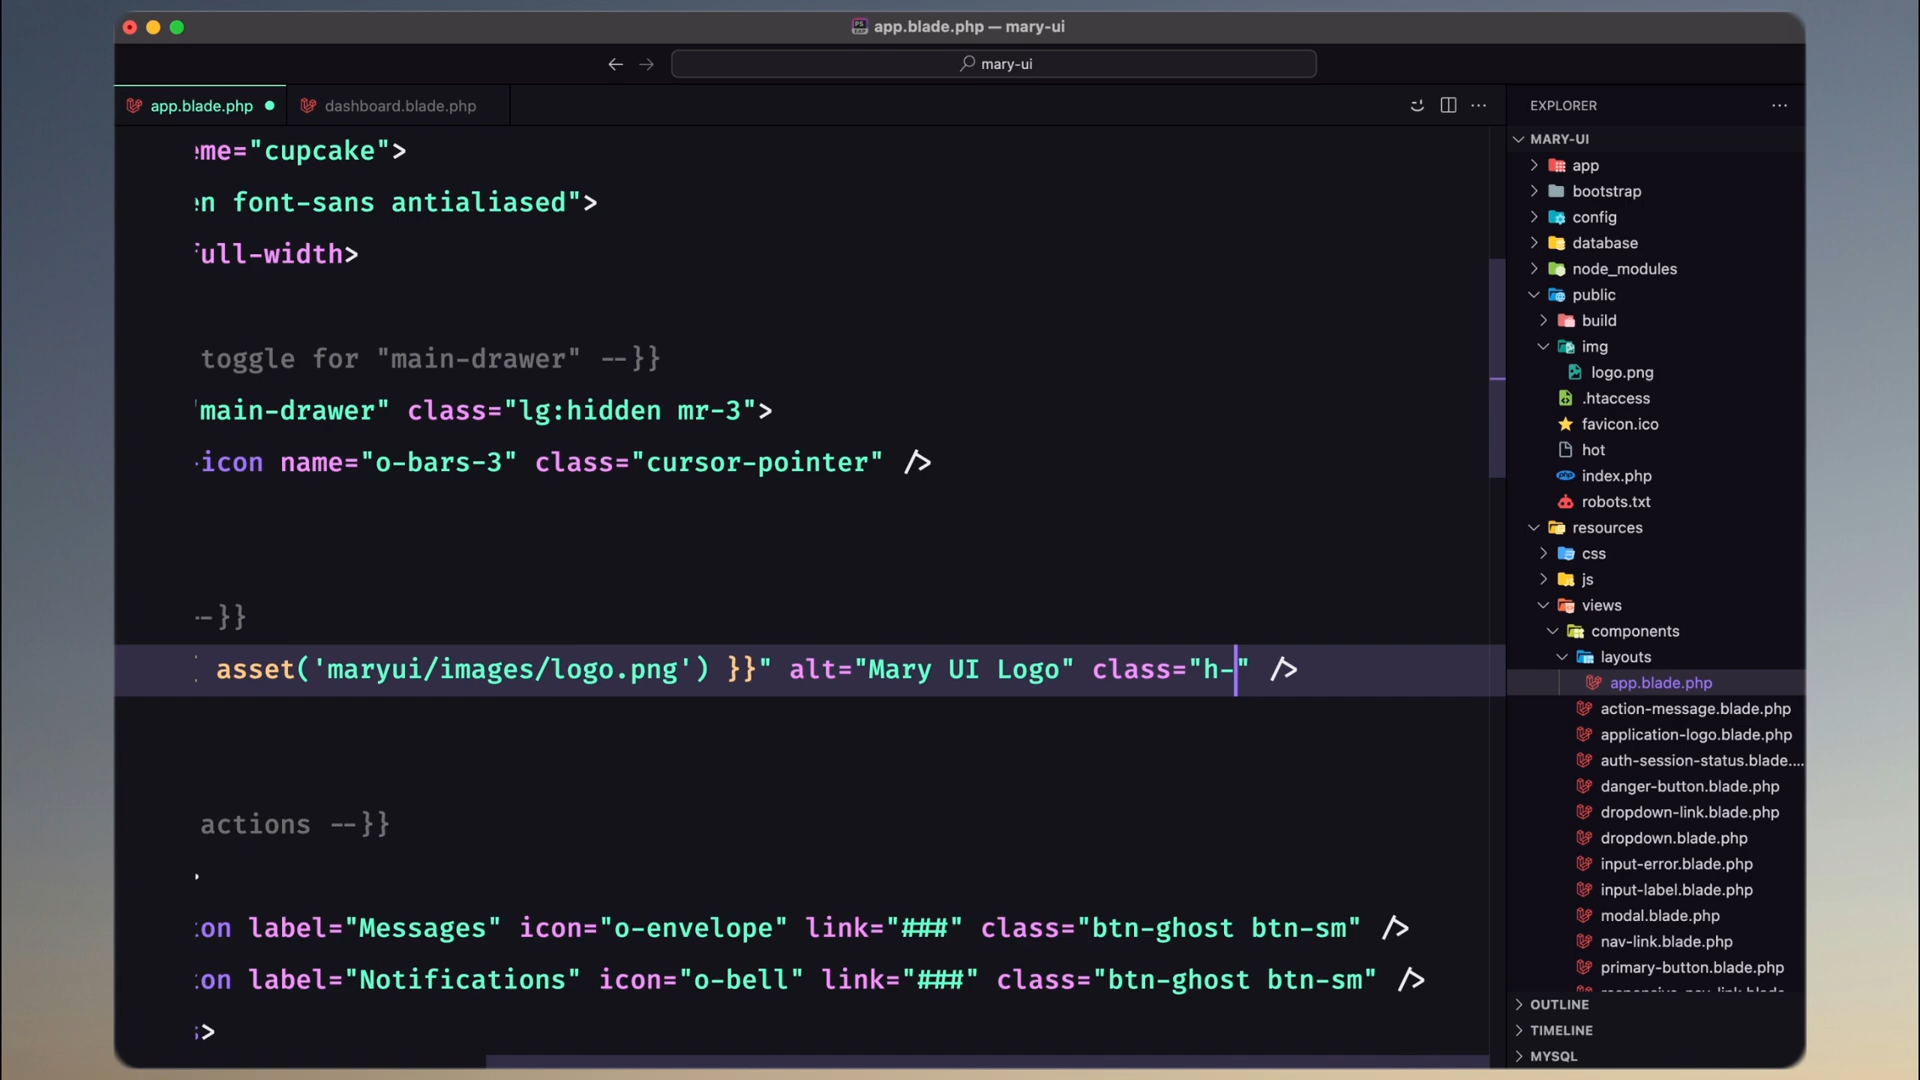 app.blade.php — mary-ui
mary-ui
app.blade.php
dashboard.blade.php
eme="cupcake">
en font-sans antialiased">
full-width>
toggle for "main-drawer" --}}
"main-drawer" class="lg:hidden mr-3">
-icon name="o-bars-3" class="cursor-pointer" />
--}}
asset('maryui/images/logo.png') }}" alt="Mary UI Logo" class="h-" />
actions --}}
on label="Messages" icon="o-envelope" link="###" class="btn-ghost btn-sm" />
on label="Notifications" icon="o-bell" link="###" class="btn-ghost btn-sm" />
s>
EXPLORER
MARY-UI
app
bootstrap
config
database
node_modules
public
build
img
logo.png
.htaccess
favicon.ico
hot
index.php
robots.txt
resources
css
js
views
components
layouts
app.blade.php
action-message.blade.php
application-logo.blade.php
auth-session-status.blade....
danger-button.blade.php
dropdown-link.blade.php
dropdown.blade.php
input-error.blade.php
input-label.blade.php
modal.blade.php
nav-link.blade.php
primary-button.blade.php
OUTLINE
TIMELINE
MYSQL